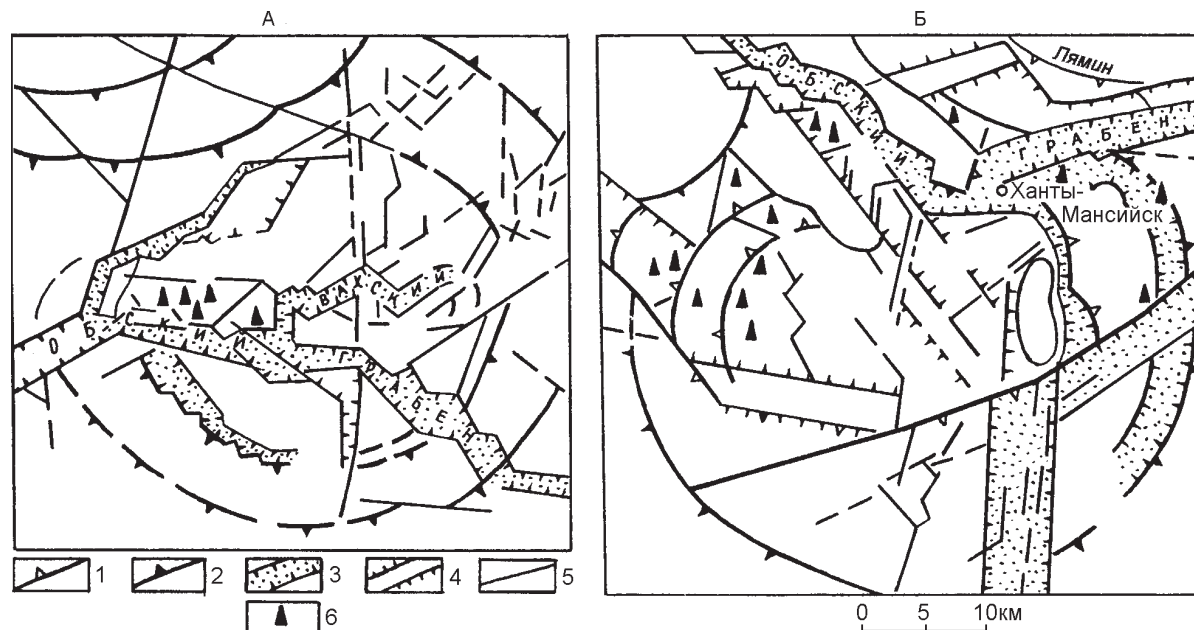 А
Б
ОБСКИЙ
ГРАБЕН
ВАХСКИЙ
ОБСКИЙ
ГРАБЕН
Лямин
Ханты-
Мансийск
1
2
3
4
5
6
0 5 10км